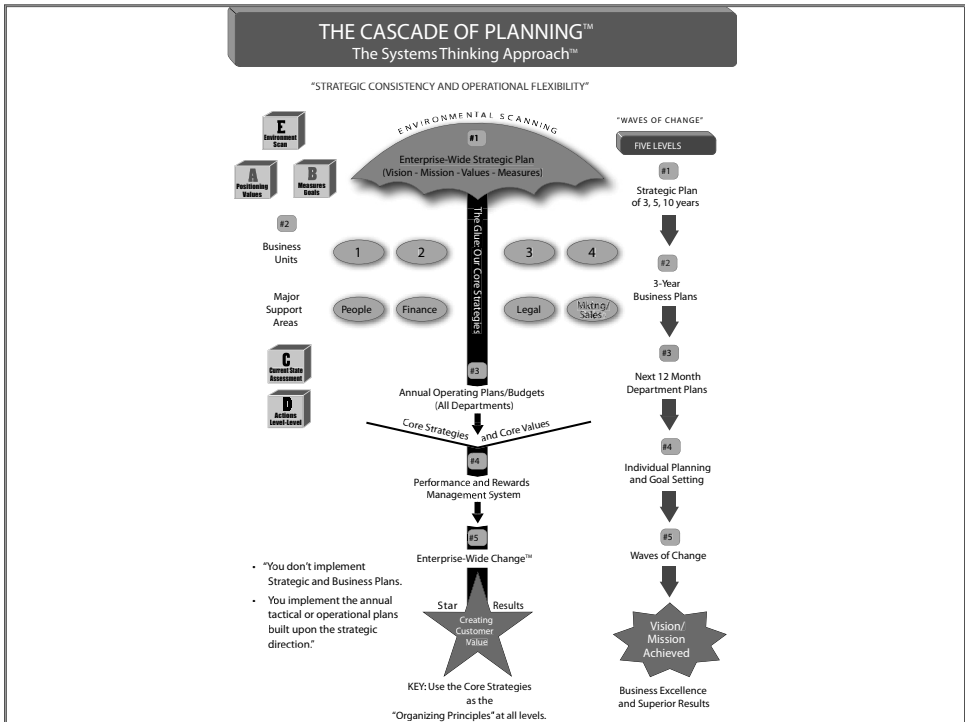 THE CASCADE OF PLANNING™
The Systems Thinking Approach™
"STRATEGIC CONSISTENCY AND OPERATIONAL FLEXIBILITY"
ENVIRONMENTAL SCANNING
#1
Enterprise-Wide Strategic Plan
(Vision - Mission - Values - Measures)
E
Environment
Scan
A
Positioning
Values
B
Measures
Goals
#2
Business
Units
1
2
3
4
Major
Support
Areas
People
Finance
Legal
Mktng/
Sales
The Glue: Our Core Strategies
C
Current State
Assessment
D
Actions
Level-Level
#3
Annual Operating Plans/Budgets
(All Departments)
Core Strategies and Core Values
#4
Performance and Rewards
Management System
#5
Enterprise-Wide Change™
Star Results
Creating
Customer
Value
KEY: Use the Core Strategies
as the
"Organizing Principles" at all levels.
• "You don't implement
Strategic and Business Plans.
• You implement the annual
tactical or operational plans
built upon the strategic
direction."
"WAVES OF CHANGE"
FIVE LEVELS
#1
Strategic Plan
of 3, 5, 10 years
#2
3-Year
Business Plans
#3
Next 12 Month
Department Plans
#4
Individual Planning
and Goal Setting
#5
Waves of Change
Vision/
Mission
Achieved
Business Excellence
and Superior Results